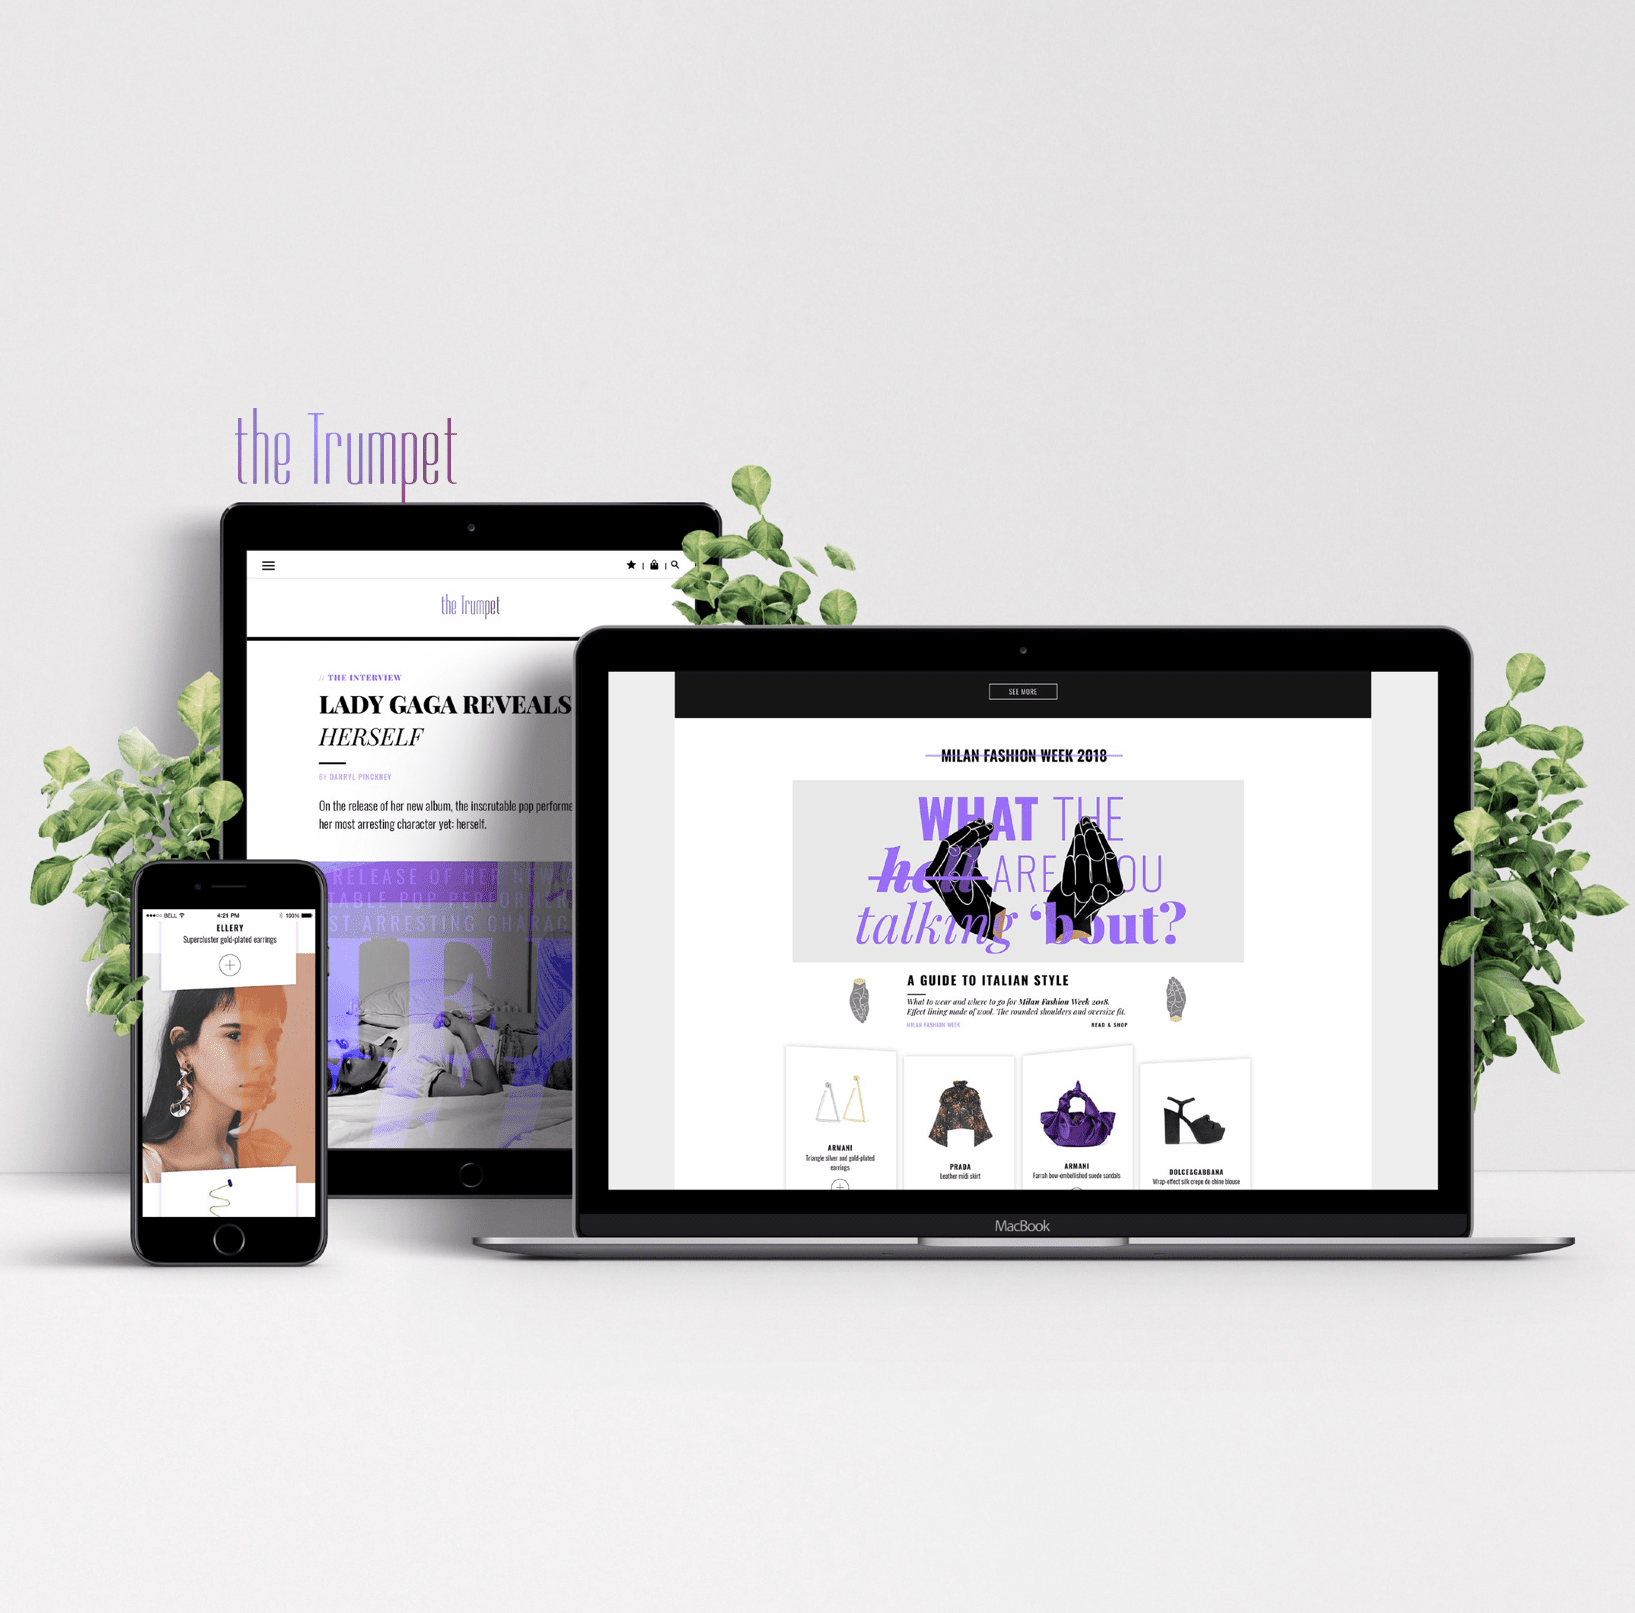 the Trumpet
the Trumpet
// THE INTERVIEW
LADY GAGA REVEALS
HERSELF
BY DARRYL PINCKNEY
On the release of her new album, the inscrutable pop performe
her most arresting character yet: herself.
RELEASE OF HER NEW A
TABLE POP PERFORMER
ST ARRESTING CHARAC
BELL
4:21 PM
100%
ELLERY
Supercluster gold-plated earrings
SEE MORE
MILAN FASHION WEEK 2018
WHAT THE
hell ARE YOU
talking ‘bout?
A GUIDE TO ITALIAN STYLE
What to wear and where to go for Milan Fashion Week 2018.
Effect lining made of wool. The rounded shoulders and oversize fit.
MILAN FASHION WEEK
READ & SHOP
ARMANI
Triangle silver and gold-plated
earrings
PRADA
Leather midi skirt
ARMANI
Farrah bow-embellished suede sandals
DOLCE&GABBANA
Wrap-effect silk crepe de chine blouse
MacBook